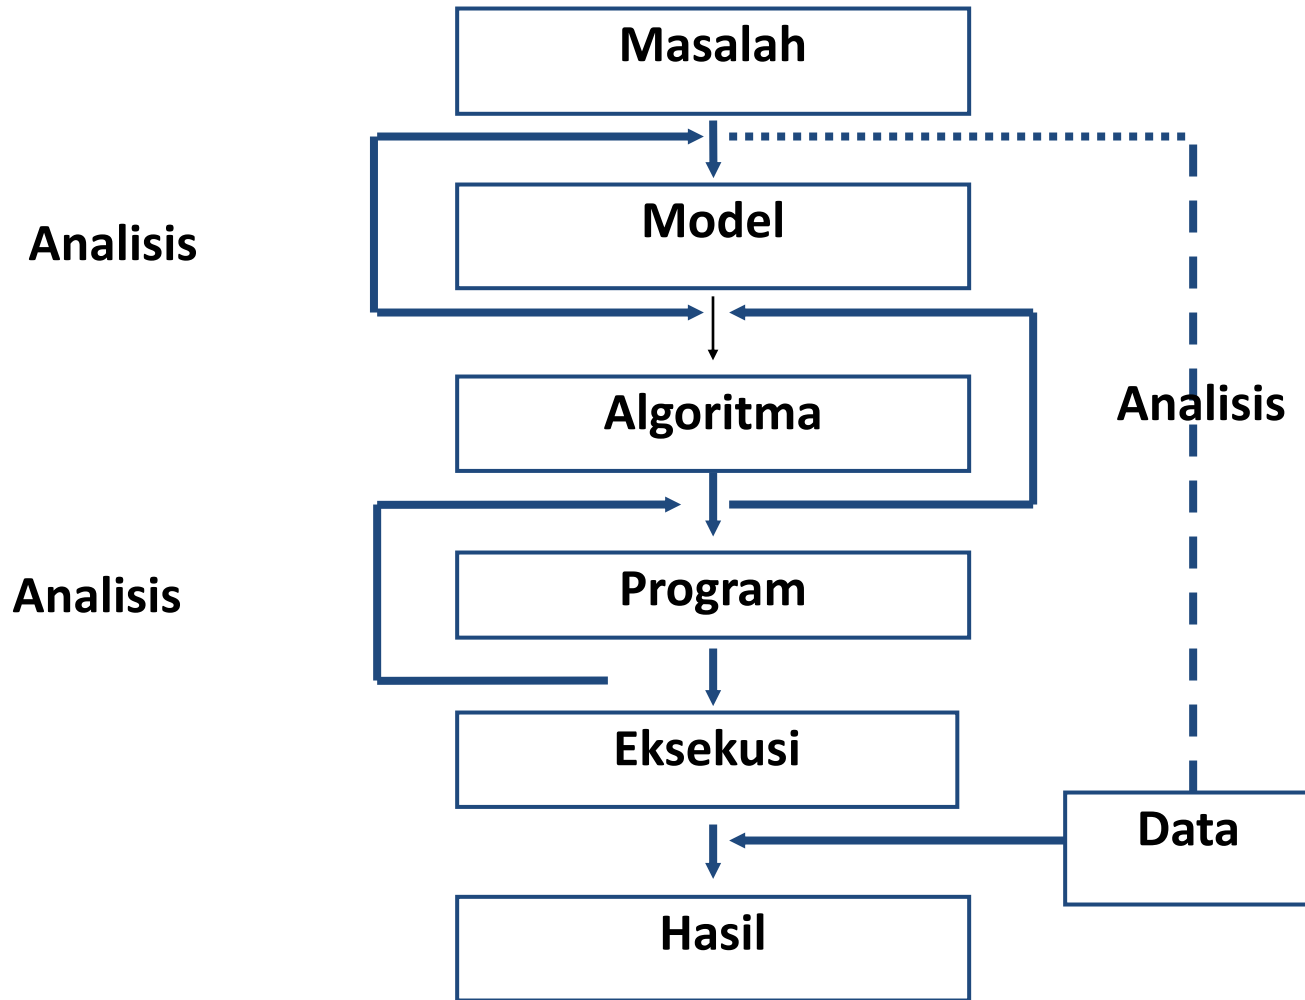 Masalah
Model
Analisis
Algoritma
Analisis
Program
Analisis
Eksekusi
Data
Hasil